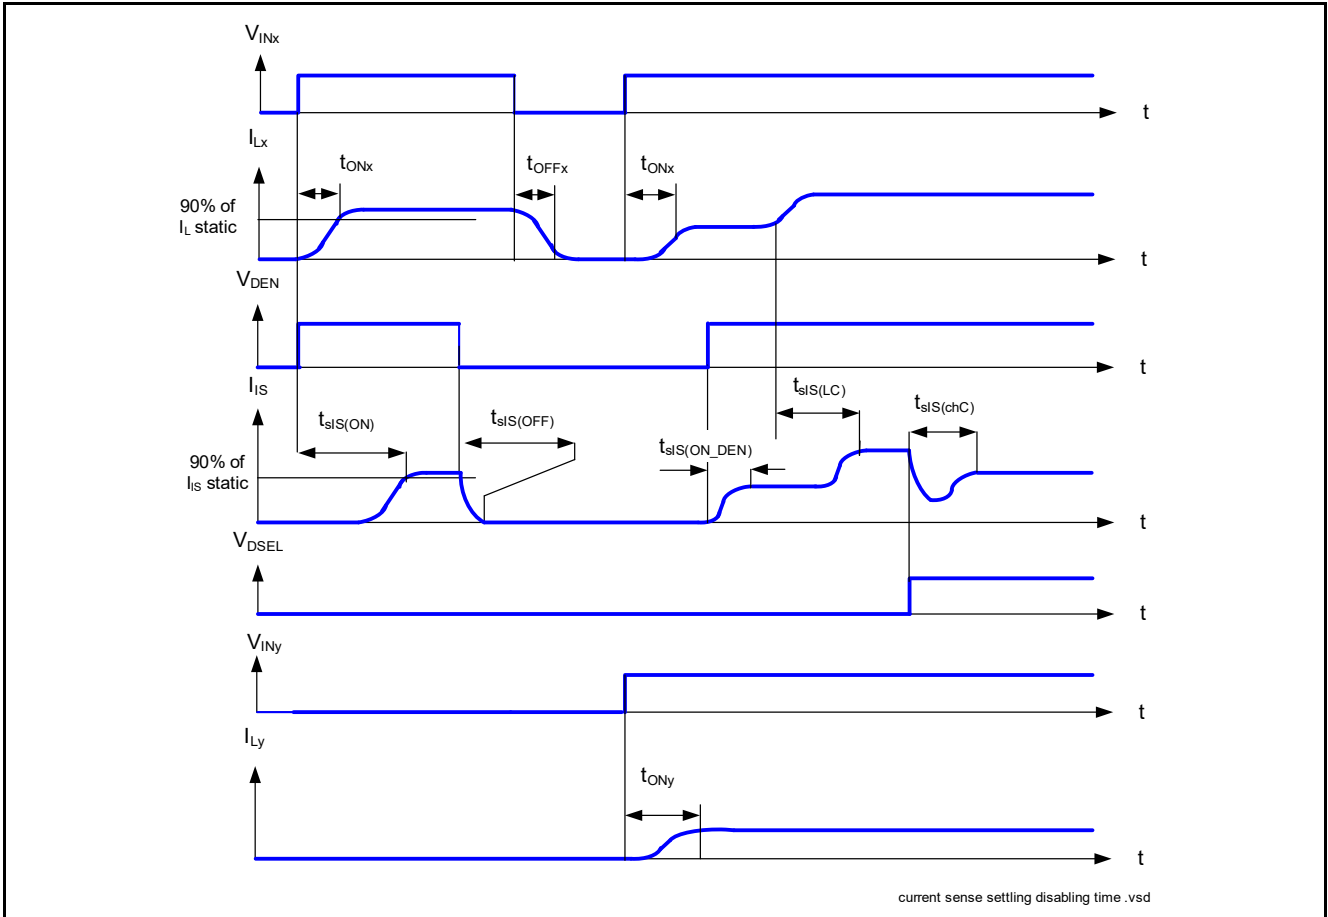 VINx
t
ILx
tONx
tOFFx
tONx
90% of
IL static
t
VDEN
t
IIS
tsIS(ON)
tsIS(OFF)
tsIS(ON_DEN)
tsIS(LC)
tsIS(chC)
90% of
IIS static
t
VDSEL
t
VINy
t
ILy
tONy
t
current sense settling disabling time .vsd